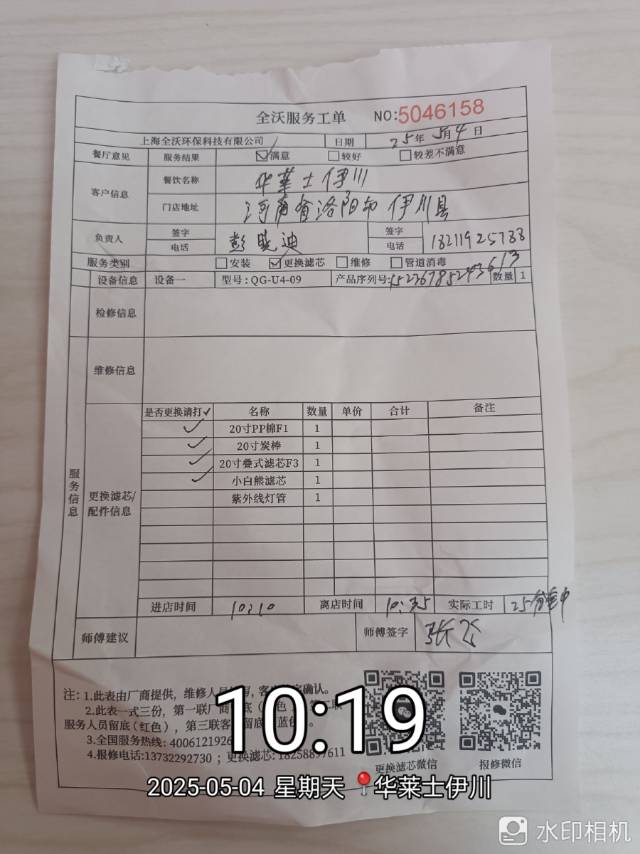 全沃服务工单 NO:5046158
上海全沃环保科技有限公司 日期 25年5月4日
餐厅意见 服务结果 ☑满意 □较好 □较差不满意
客户信息 餐饮名称 华莱士伊川
门店地址 河南省洛阳市伊川县
负责人 签字 彭晓迪 签字
电话 电话 13211925738
服务类别 □安装 ☑更换滤芯 □维修 □管道消毒
设备信息 设备一 型号:QG-U4-09 产品序列号: 数量 1
检修信息
维修信息
服务信息
更换滤芯/配件信息
是否更换请打✓ 名称 数量 单价 合计 备注
✓ 20寸PP棉F1 1
✓ 20寸炭棒 1
✓ 20寸叠式滤芯F3 1
✓ 小白熊滤芯 1
紫外线灯管 1
进店时间 10:10 离店时间 10:35 实际工时 25分钟
师傅建议 师傅签字 张
注:1.此表由厂商提供,维修人员 写,客 确认。
2.此表一式三份,第一联厂 底( 色)
服务人员留底(红色),第三联客 留底 蓝色
3.全国服务热线:4006121926
4.报修电话:13732292730 ;更换滤芯:18258897611
更换滤芯微信 报修微信
10:19
2025-05-04 星期天 📍华莱士伊川
水印相机